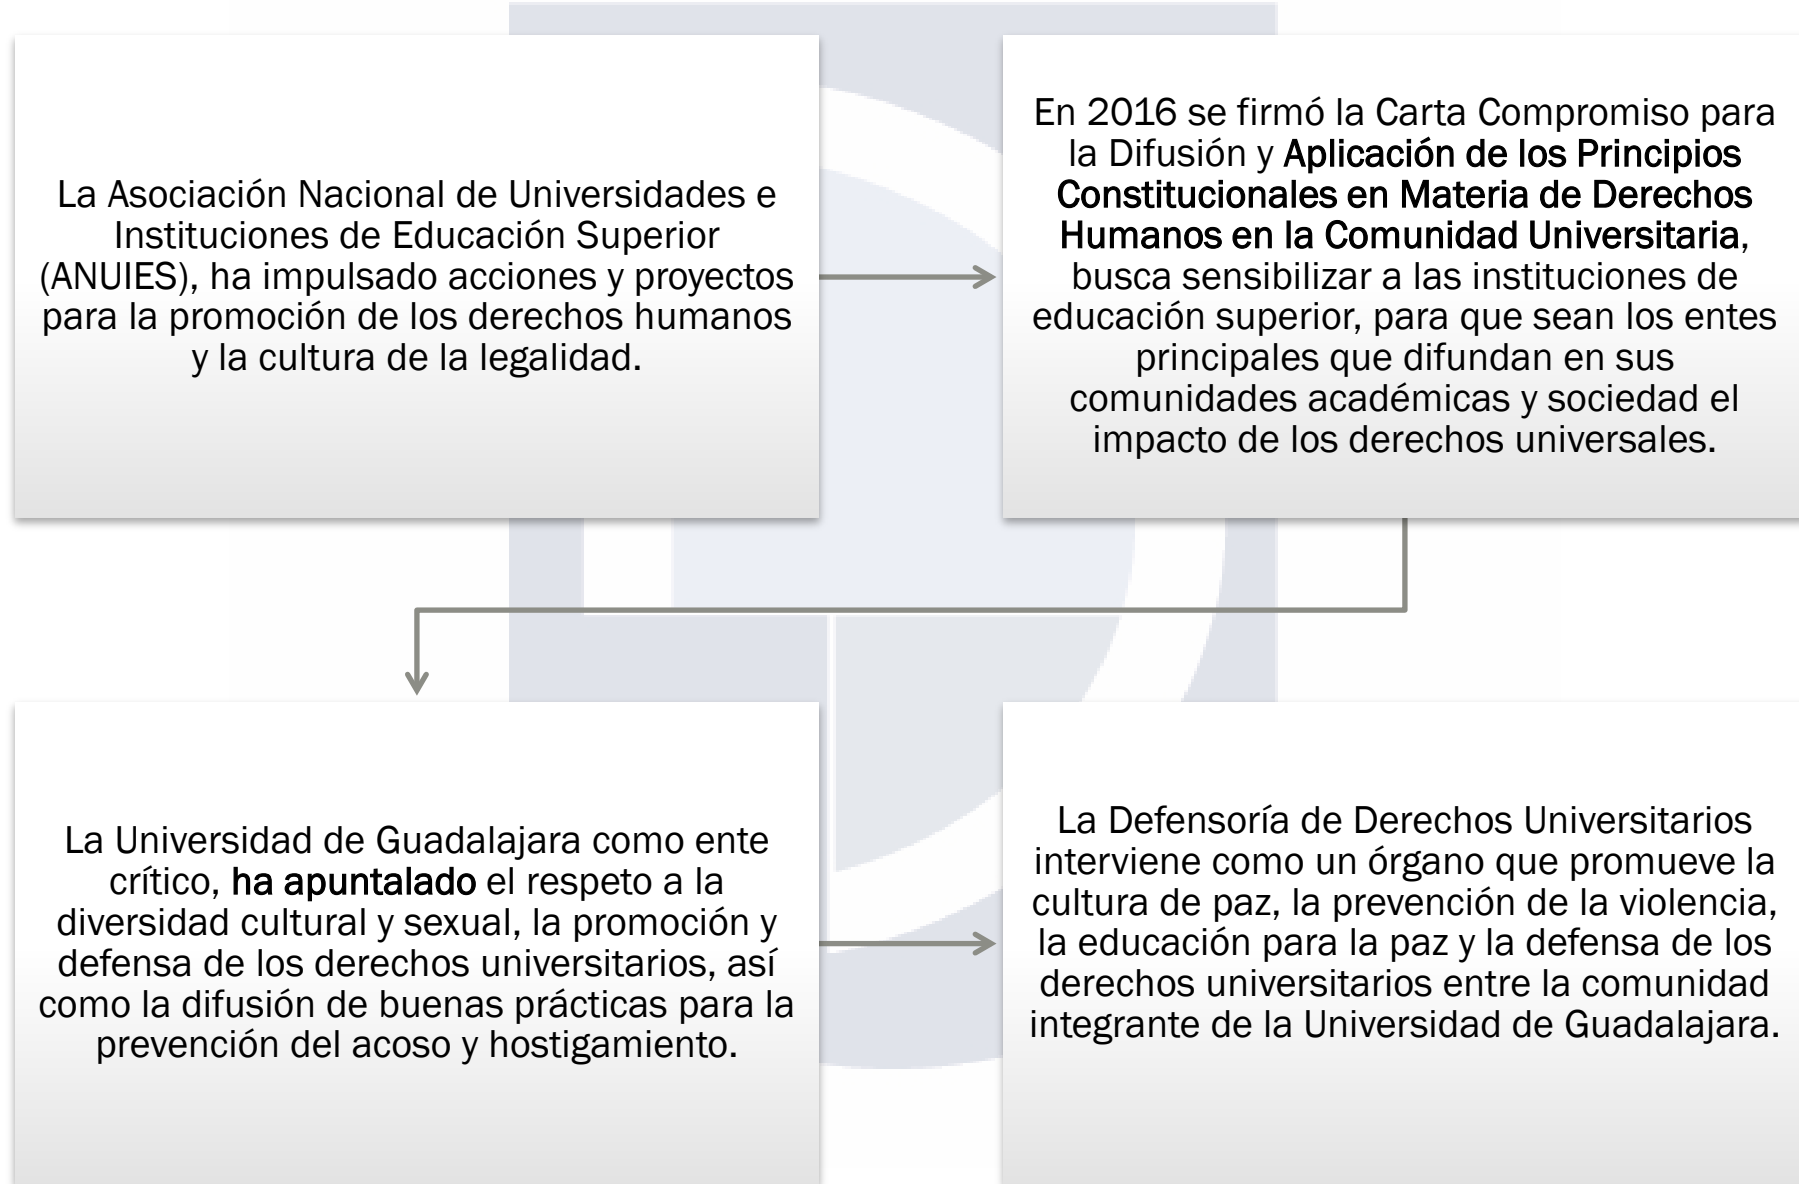 La Asociación Nacional de Universidades e
Instituciones de Educación Superior
(ANUIES), ha impulsado acciones y proyectos
para la promoción de los derechos humanos
y la cultura de la legalidad.
En 2016 se firmó la Carta Compromiso para
la Difusión y Aplicación de los Principios
Constitucionales en Materia de Derechos
Humanos en la Comunidad Universitaria,
busca sensibilizar a las instituciones de
educación superior, para que sean los entes
principales que difundan en sus
comunidades académicas y sociedad el
impacto de los derechos universales.
La Universidad de Guadalajara como ente
crítico, ha apuntalado el respeto a la
diversidad cultural y sexual, la promoción y
defensa de los derechos universitarios, así
como la difusión de buenas prácticas para la
prevención del acoso y hostigamiento.
La Defensoría de Derechos Universitarios
interviene como un órgano que promueve la
cultura de paz, la prevención de la violencia,
la educación para la paz y la defensa de los
derechos universitarios entre la comunidad
integrante de la Universidad de Guadalajara.